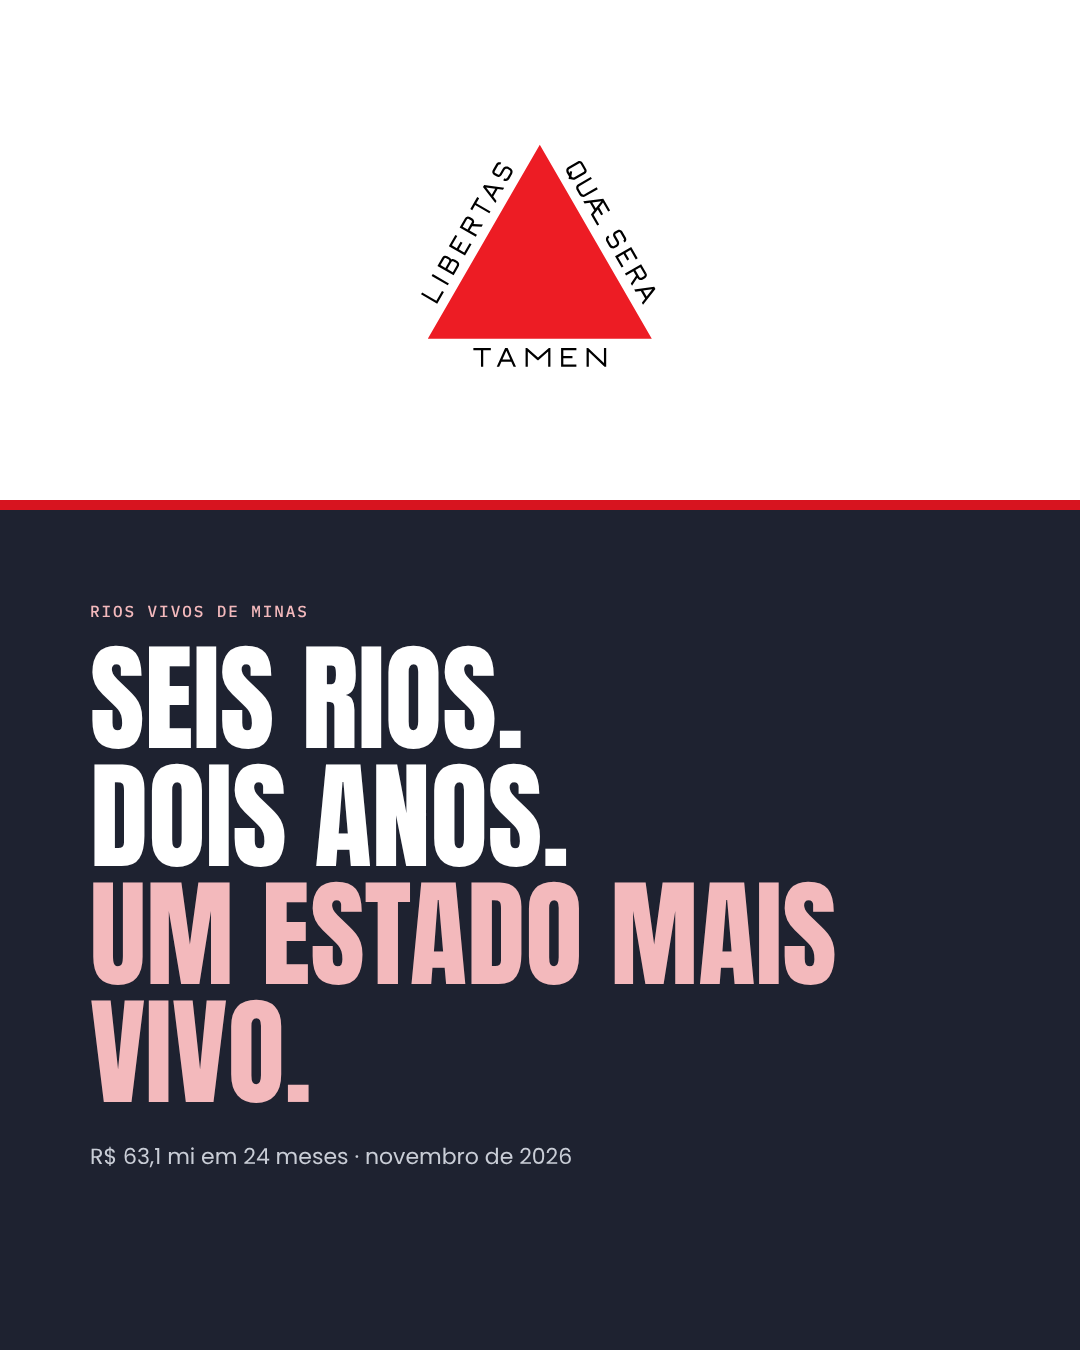 LIBERTAS
QUÆ SERA
TAMEN
RIOS VIVOS DE MINAS
SEIS RIOS.
DOIS ANOS.
UM ESTADO MAIS
VIVO.
R$ 63,1 mi em 24 meses · novembro de 2026